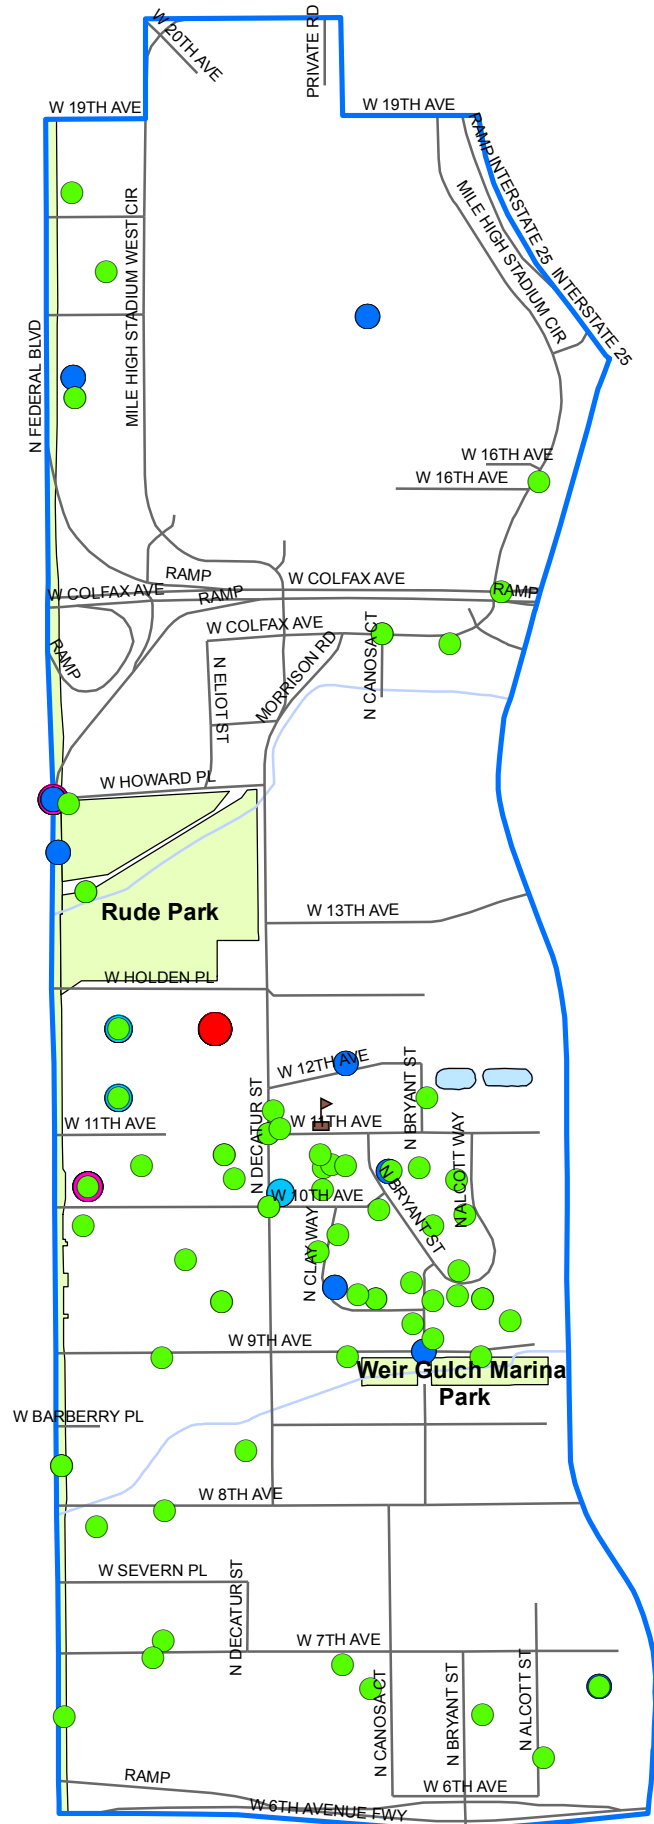 W 20TH AVE
PRIVATE RD
W 19TH AVE
W 19TH AVE
RAMP
INTERSTATE 25
INTERSTATE 25
MILE HIGH STADIUM CIR
MILE HIGH STADIUM WEST CIR
N FEDERAL BLVD
W 16TH AVE
W 16TH AVE
RAMP
W COLFAX AVE
RAMP
W COLFAX AVE
RAMP
W COLFAX AVE
RAMP
N ELIOT ST
MORRISON RD
N CANOSA CT
W HOWARD PL
Rude Park
W 13TH AVE
W HOLDEN PL
W 12TH AVE
N BRYANT ST
N DECATUR ST
W 11TH AVE
W 11TH AVE
N ALCOTT WAY
N BRYANT ST
W 10TH AVE
N CLAY WAY
W 9TH AVE
Weir Gulch Marina
Park
W BARBERRY PL
W 8TH AVE
W SEVERN PL
N DECATUR ST
W 7TH AVE
N CANOSA CT
N BRYANT ST
N ALCOTT ST
RAMP
W 6TH AVE
W 6TH AVENUE FWY